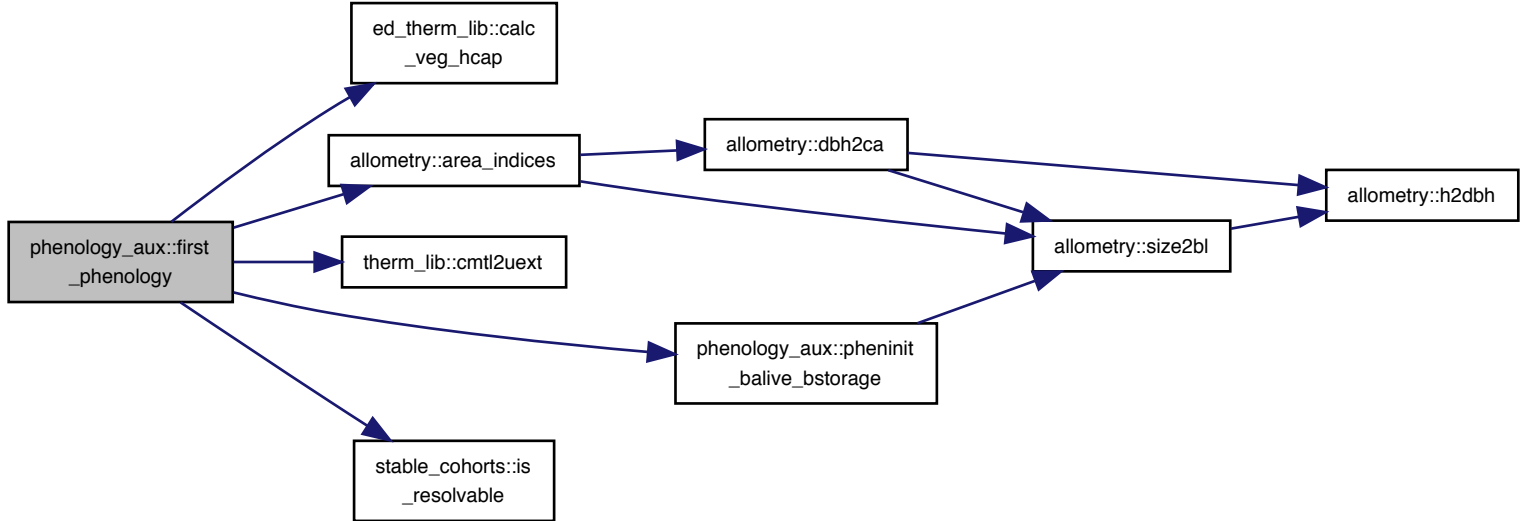 ed_therm_lib::calc
_veg_hcap
allometry::area_indices
allometry::dbh2ca
allometry::h2dbh
phenology_aux::first
_phenology
therm_lib::cmtl2uext
allometry::size2bl
phenology_aux::pheninit
_balive_bstorage
stable_cohorts::is
_resolvable